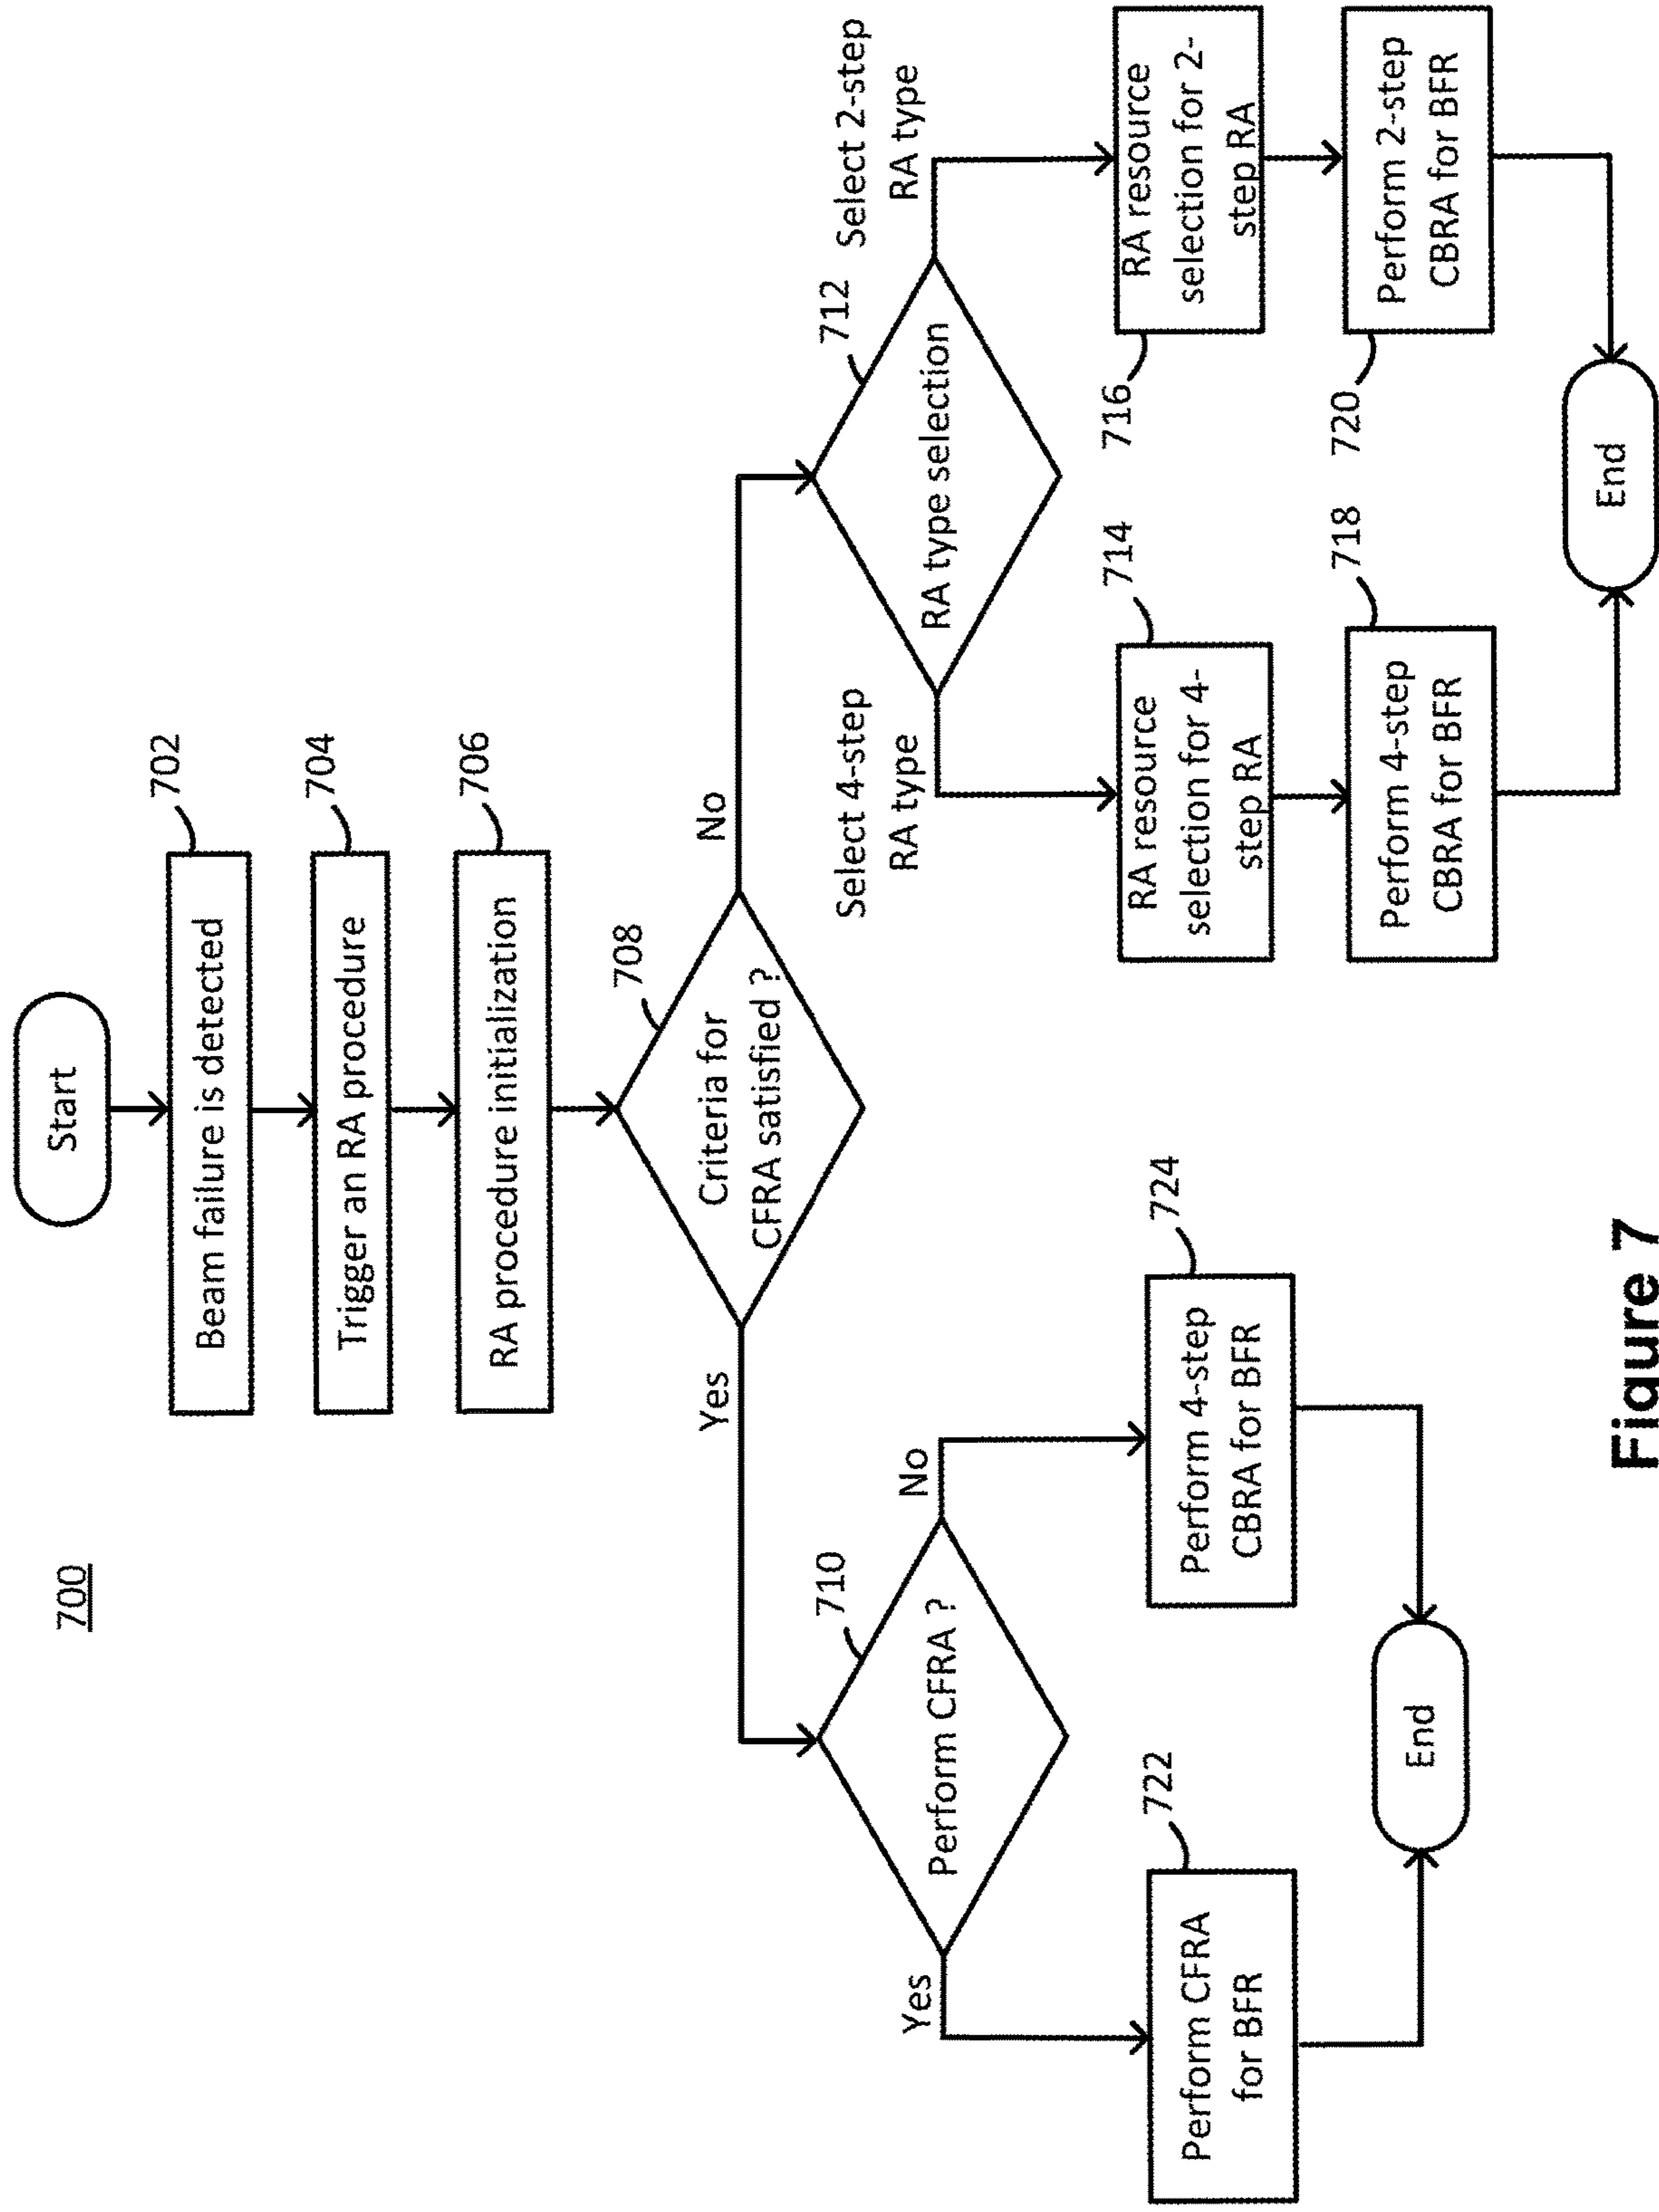 700
Start
Beam failure is detected
702
Trigger an RA procedure
704
RA procedure initialization
706
Criteria for
CFRA satisfied ?
708
Yes
No
Perform CFRA ?
710
Yes
No
Perform CFRA
for BFR
722
Perform 4-step
CBRA for BFR
724
End
RA type selection
712
Select 4-step
RA type
Select 2-step
RA type
RA resource
selection for 4-
step RA
714
RA resource
selection for 2-
step RA
716
Perform 4-step
CBRA for BFR
718
Perform 2-step
CBRA for BFR
720
End
Figure 7